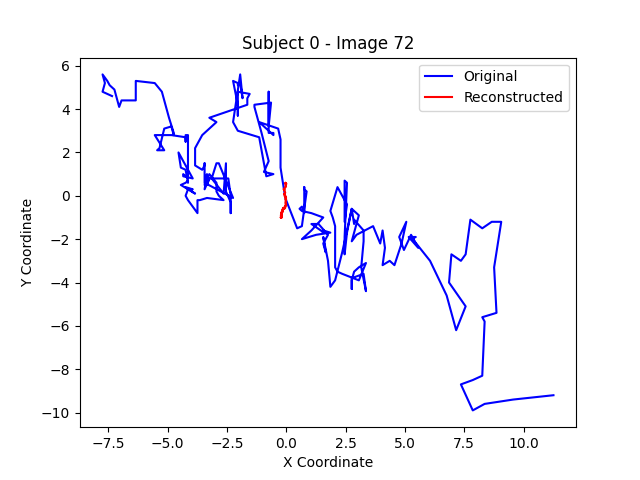 Subject 0 - Image 72
Original
Reconstructed
Y Coordinate
6
4
2
0
−2
−4
−6
−8
−10
−7.5 −5.0 −2.5 0.0 2.5 5.0 7.5 10.0
X Coordinate